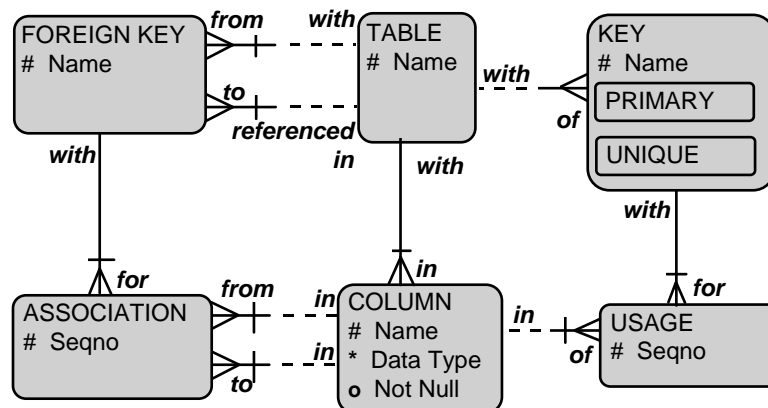 from
with
FOREIGN KEY
# Name
TABLE
# Name
KEY
# Name
PRIMARY
UNIQUE
with
of
to
referenced
in
with
with
with
for
from
in
in
for
ASSOCIATION
# Seqno
COLUMN
# Name
* Data Type
o Not Null
in
USAGE
# Seqno
of
in
to